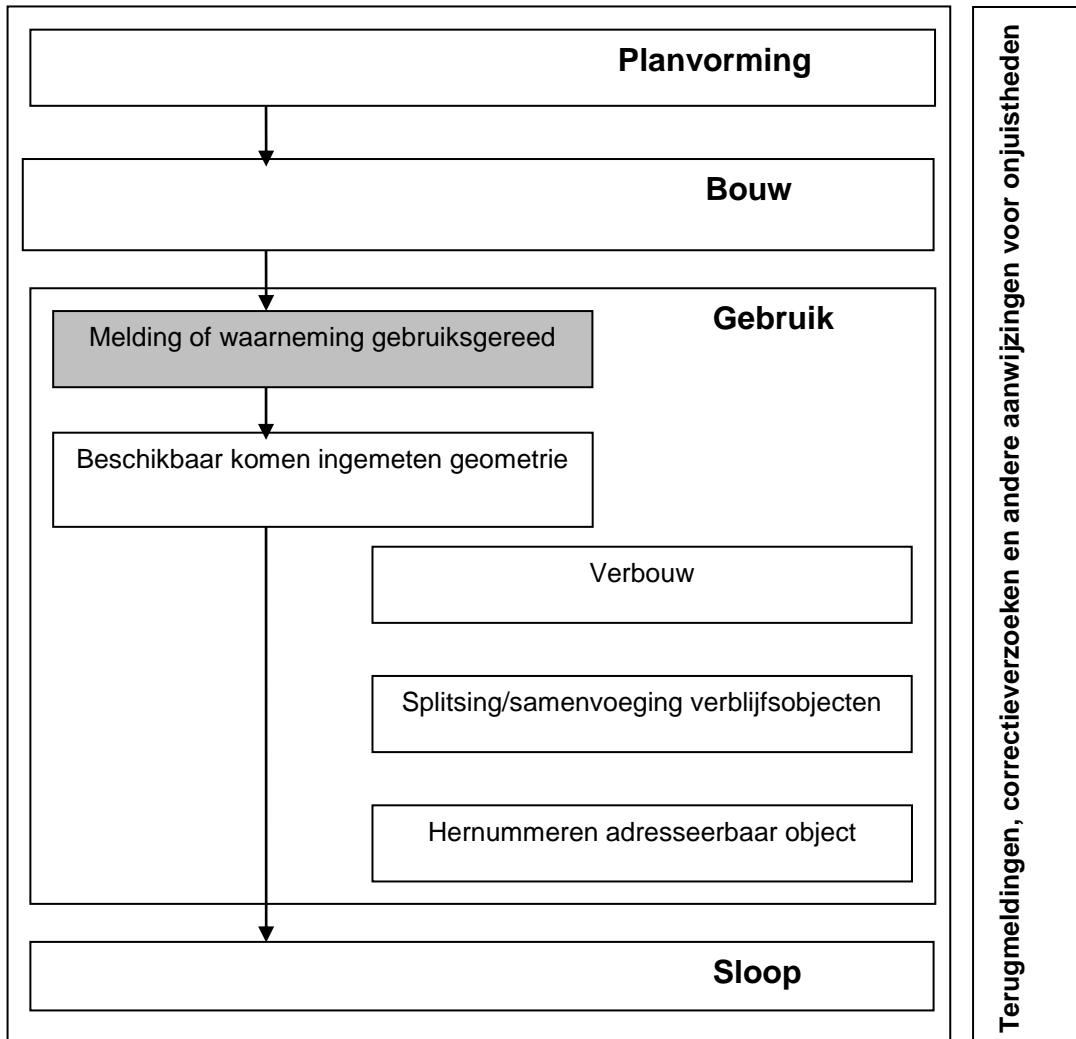 Planvorming
Bouw
Gebruik
Melding of waarneming gebruiksgereed
Beschikbaar komen ingemeten geometrie
Verbouw
Splitsing/samenvoeging verblijfsobjecten
Hernummeren adresseerbaar object
Sloop
Terugmeldingen, correctieverzoeken en andere aanwijzingen voor onjuistheden